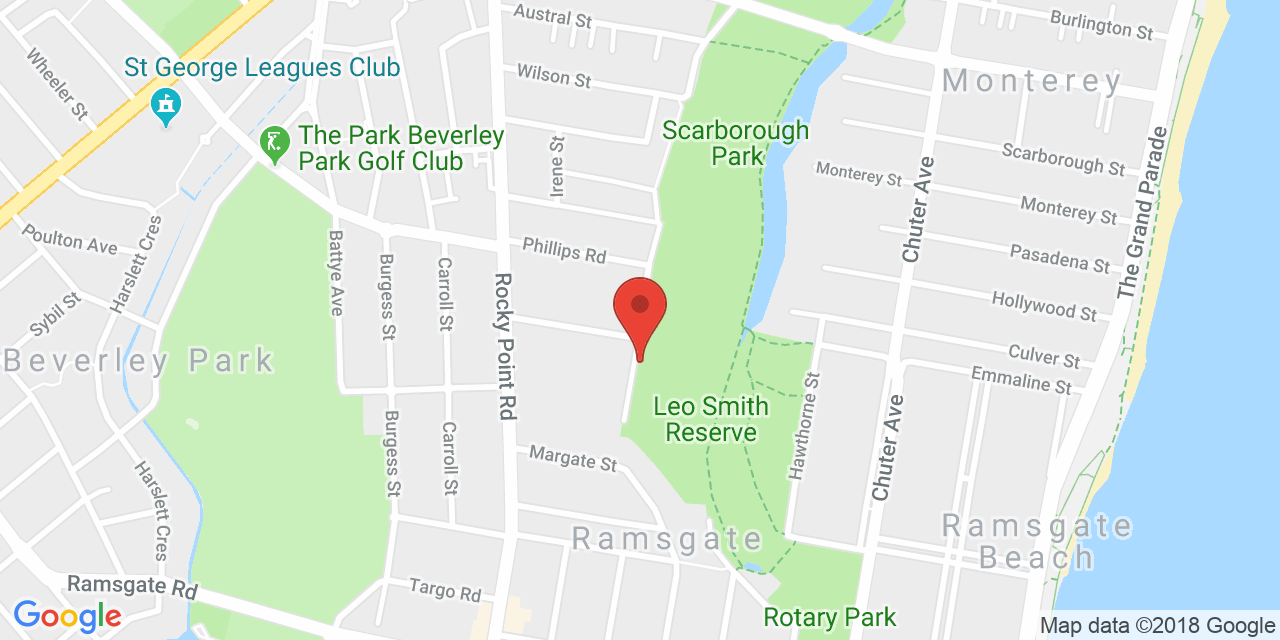 Austral St
Burlington St
Wheeler St
St George Leagues Club
Wilson St
Monterey
The Park Beverley
Park Golf Club
Scarborough
Park
Irene St
Scarborough St
Monterey St
Chuter Ave
The Grand Parade
Monterey St
Poulton Ave
Harslett Cres
Battye Ave
Phillips Rd
Pasadena St
Burgess St
Carroll St
Hollywood St
Sybil St
Rocky Point Rd
Culver St
Beverley Park
Emmaline St
Leo Smith
Reserve
Hawthorne St
Chuter Ave
Burgess St
Carroll St
Margate St
Harslett Cres
Ramsgate
Ramsgate
Beach
Ramsgate Rd
Targo Rd
Rotary Park
Google
Map data ©2018 Google